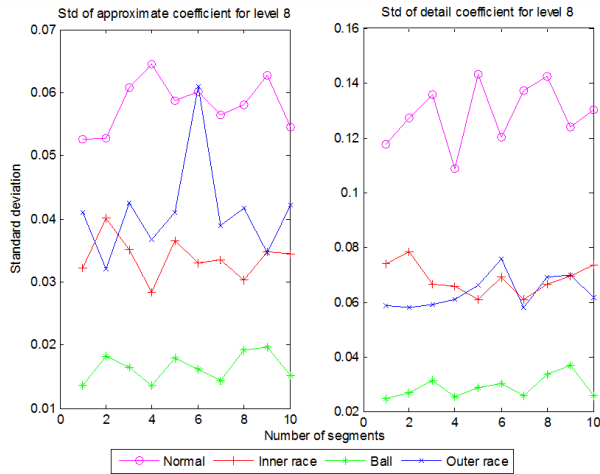 Std of approximate coefficient for level 8
Std of detail coefficient for level 8
Standard deviation
0.07
0.06
0.05
0.04
0.03
0.02
0.01
0 2 4 6 8 10
0.16
0.14
0.12
0.1
0.08
0.06
0.04
0.02
0 2 4 6 8 10
Number of segments
Normal Inner race Ball Outer race